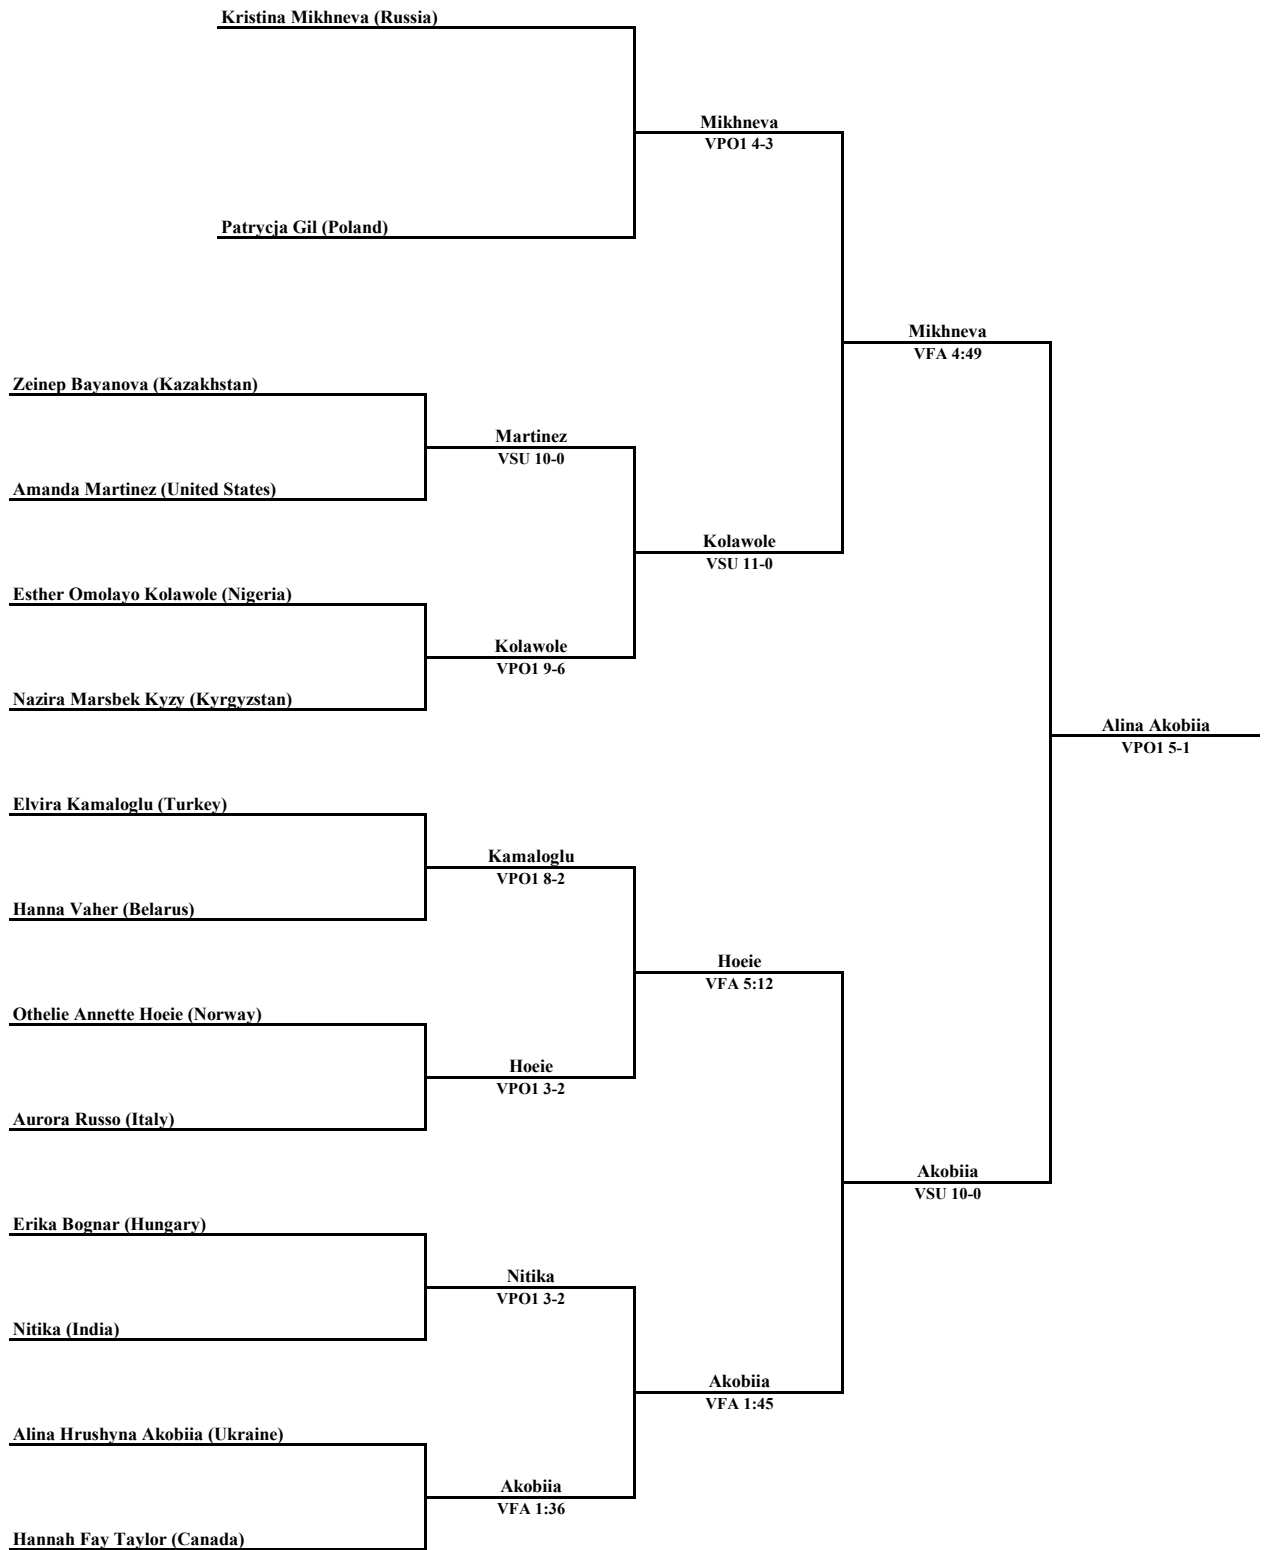 Kristina Mikhneva (Russia)
Mikhneva
VPO1 4-3
Patrycja Gil (Poland)
Mikhneva
VFA 4:49
Zeinep Bayanova (Kazakhstan)
Martinez
VSU 10-0
Amanda Martinez (United States)
Kolawole
VSU 11-0
Esther Omolayo Kolawole (Nigeria)
Kolawole
VPO1 9-6
Nazira Marsbek Kyzy (Kyrgyzstan)
Alina Akobiia
VPO1 5-1
Elvira Kamaloglu (Turkey)
Kamaloglu
VPO1 8-2
Hanna Vaher (Belarus)
Hoeie
VFA 5:12
Othelie Annette Hoeie (Norway)
Hoeie
VPO1 3-2
Aurora Russo (Italy)
Akobiia
VSU 10-0
Erika Bognar (Hungary)
Nitika
VPO1 3-2
Nitika (India)
Akobiia
VFA 1:45
Alina Hrushyna Akobiia (Ukraine)
Akobiia
VFA 1:36
Hannah Fay Taylor (Canada)